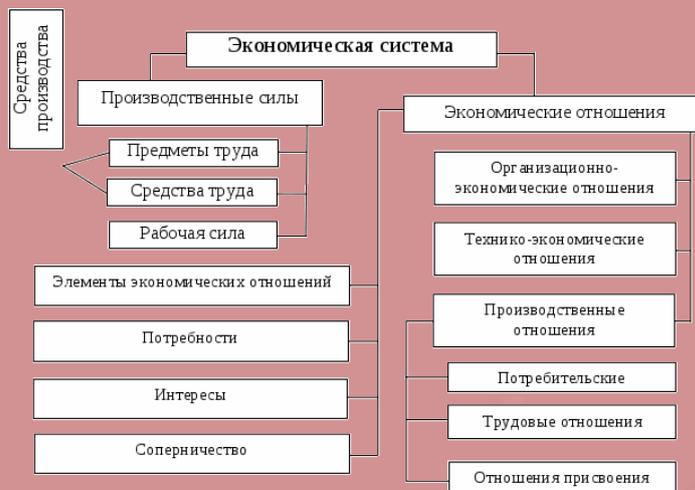 Средства
производства
Экономическая система
Производственные силы
Предметы труда
Средства труда
Рабочая сила
Экономические отношения
Организационно-
экономические отношения
Технико-экономические
отношения
Производственные
отношения
Потребительские
Трудовые отношения
Отношения присвоения
Элементы экономических отношений
Потребности
Интересы
Соперничество